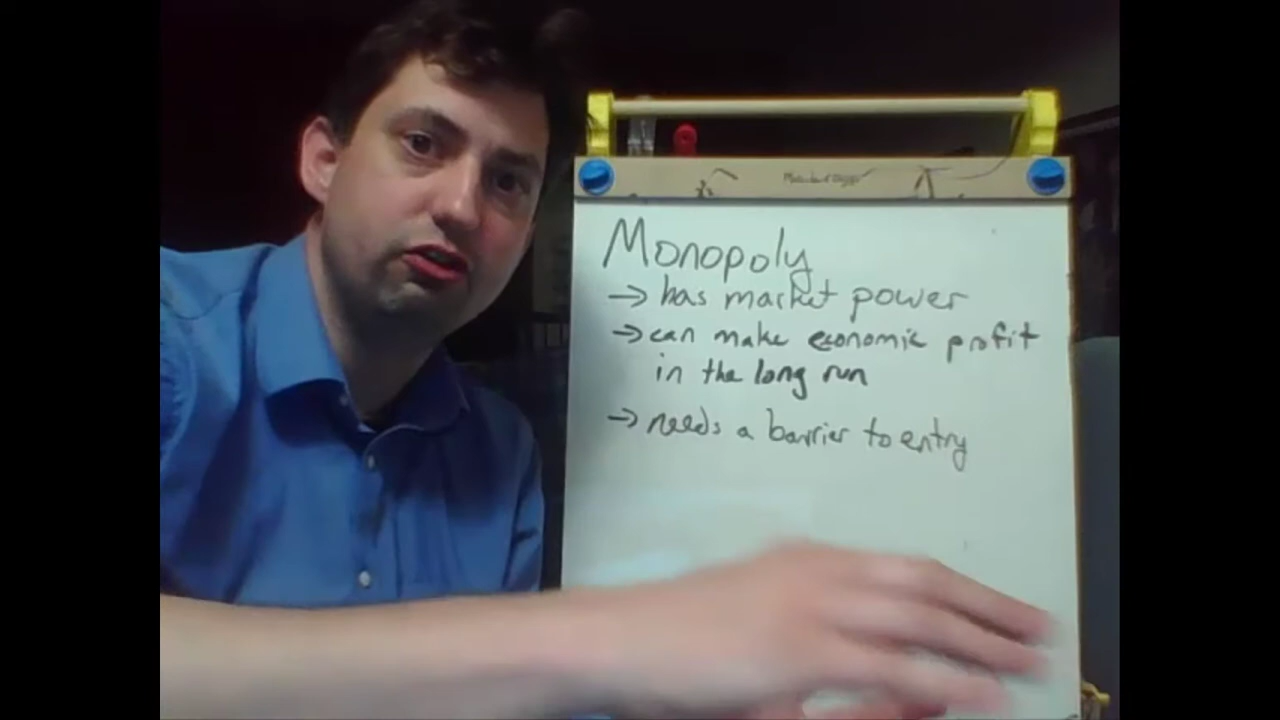 Monopoly
→ has market power
→ can make economic profit
in the long run
→ needs a barrier to entry